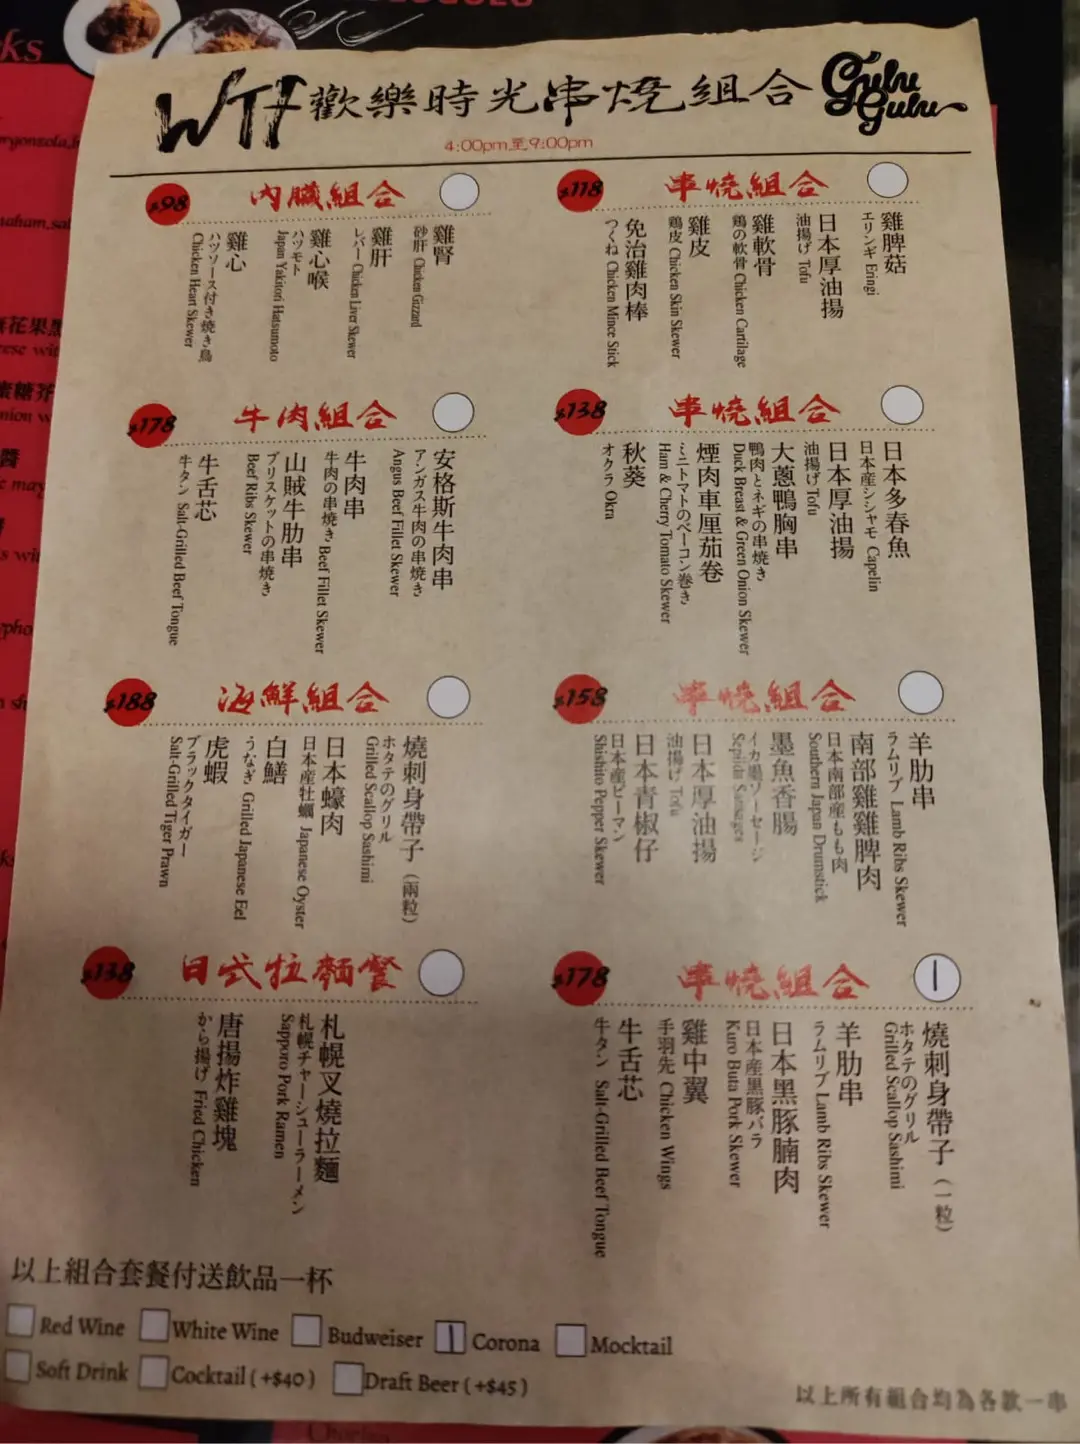 WTF 歡樂時光串燒組合 Gulu Gulu
4:00pm至9:00pm
$98 內臟組合
雞腎
砂肝 Chicken Gizzard
雞肝
レバー Chicken Liver Skewer
雞心喉
ハツモト
Japan Yakitori Hatsumoto
雞心
ハツソース付き焼き鳥
Chicken Heart Skewer
$118 串燒組合
雞脾菇
エリンギ Eringi
日本厚油揚
油揚げ Tofu
雞軟骨
鶏の軟骨 Chicken Cartilage
雞皮
鶏皮 Chicken Skin Skewer
免治雞肉棒
つくね Chicken Mince Stick
$178 牛肉組合
安格斯牛肉串
アンガス牛肉の串焼き
Angus Beef Fillet Skewer
牛肉串
牛肉の串焼き Beef Fillet Skewer
山賊牛肋串
ブリスケットの串焼き
Beef Ribs Skewer
牛舌芯
牛タン Salt-Grilled Beef Tongue
$138 串燒組合
日本多春魚
日本産シシャモ Capelin
日本厚油揚
油揚げ Tofu
大蔥鴨胸串
鴨肉とネギの串焼き
Duck Breast & Green Onion Skewer
煙肉車厘茄卷
ミニトマトのベーコン巻き
Ham & Cherry Tomato Skewer
秋葵
オクラ Okra
$188 海鮮組合
燒刺身帶子（兩粒）
ホタテのグリル
Grilled Scallop Sashimi
日本蠔肉
日本産牡蠣 Japanese Oyster
白鱔
うなぎ Grilled Japanese Eel
虎蝦
ブラックタイガー
Salt-Grilled Tiger Prawn
$158 串燒組合
羊肋串
ラムリブ Lamb Ribs Skewer
南部雞雞脾肉
日本南部産もも肉
Southern Japan Drumstick
墨魚香腸
イカ墨ソーセージ
Sausages
日本厚油揚
油揚げ Tofu
日本青椒仔
日本産ピーマン
Shishito Pepper Skewer
$138 日式拉麵餐
札幌叉燒拉麵
札幌チャーシューラーメン
Sapporo Pork Ramen
唐揚炸雞塊
から揚げ Fried Chicken
$178 串燒組合 1
燒刺身帶子（一粒）
ホタテのグリル
Grilled Scallop Sashimi
羊肋串
ラムリブ Lamb Ribs Skewer
日本黑豚腩肉
日本産黒豚バラ
Kuro Buta Pork Skewer
雞中翼
手羽先 Chicken Wings
牛舌芯
牛タン Salt-Grilled Beef Tongue
以上組合套餐付送飲品一杯
Red Wine White Wine Budweiser 1 Corona Mocktail
Soft Drink Cocktail (+$40) Draft Beer (+$45)
以上所有組合均為各款一串